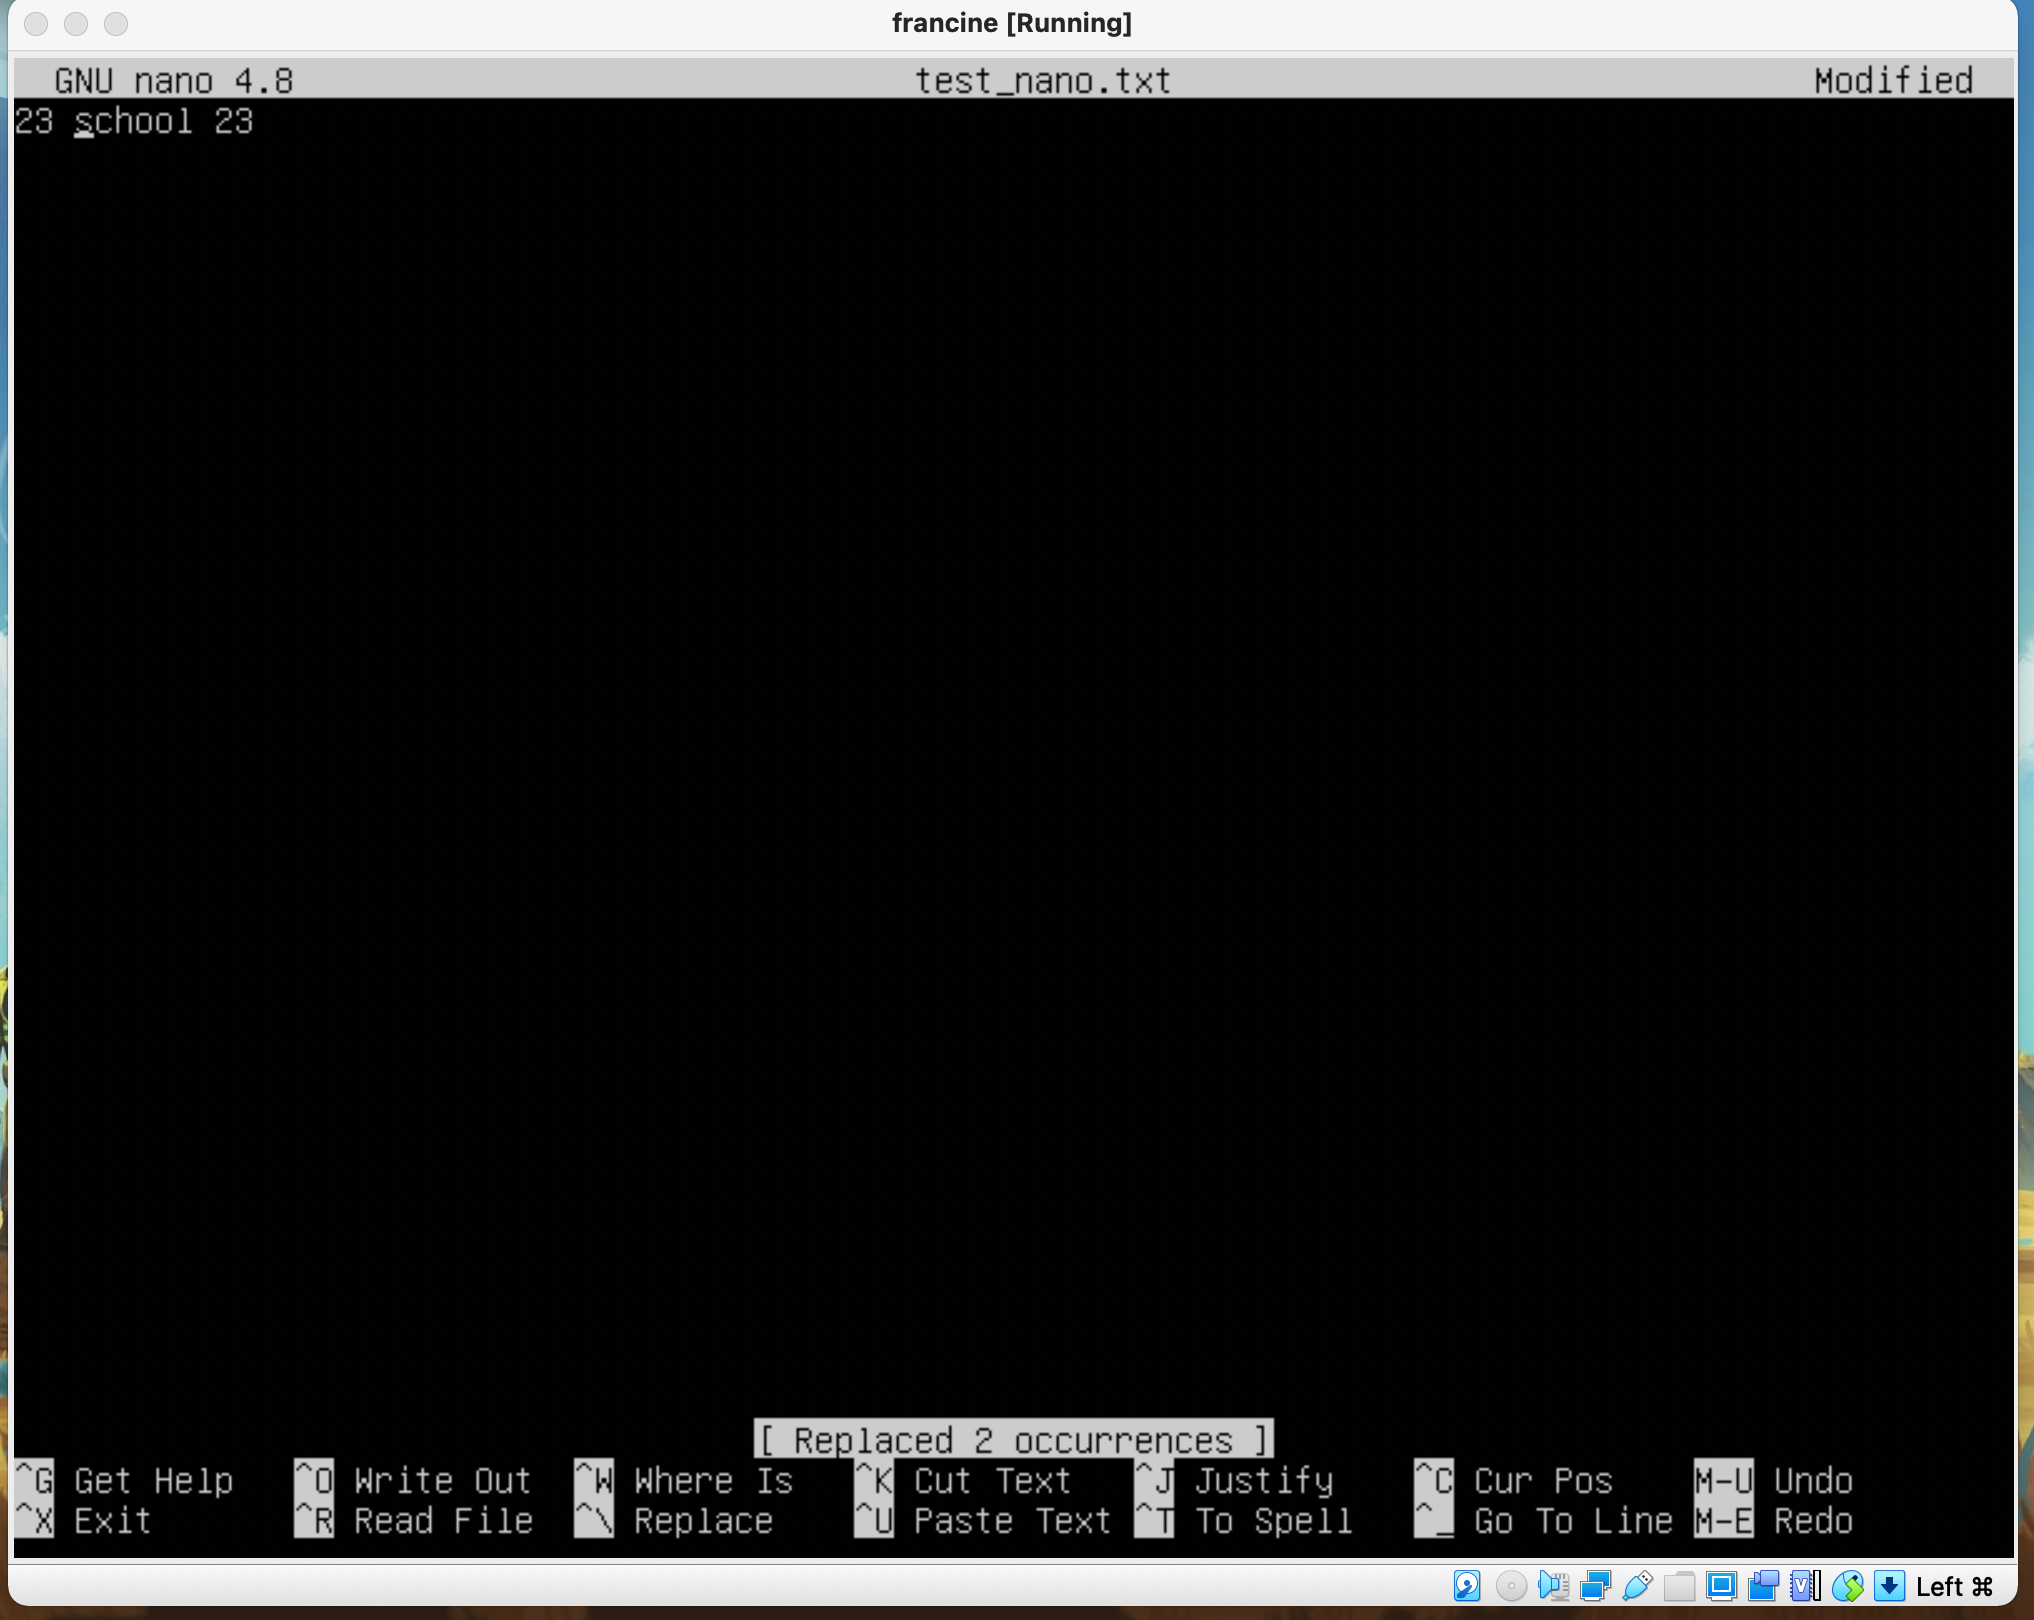 francine [Running]
GNU nano 4.8 test_nano.txt Modified
23 school 23
[ Replaced 2 occurrences ]
^G Get Help ^O Write Out ^W Where Is ^K Cut Text ^J Justify ^C Cur Pos M-U Undo
^X Exit ^R Read File ^\ Replace ^U Paste Text ^T To Spell ^_ Go To Line M-E Redo
Left ⌘